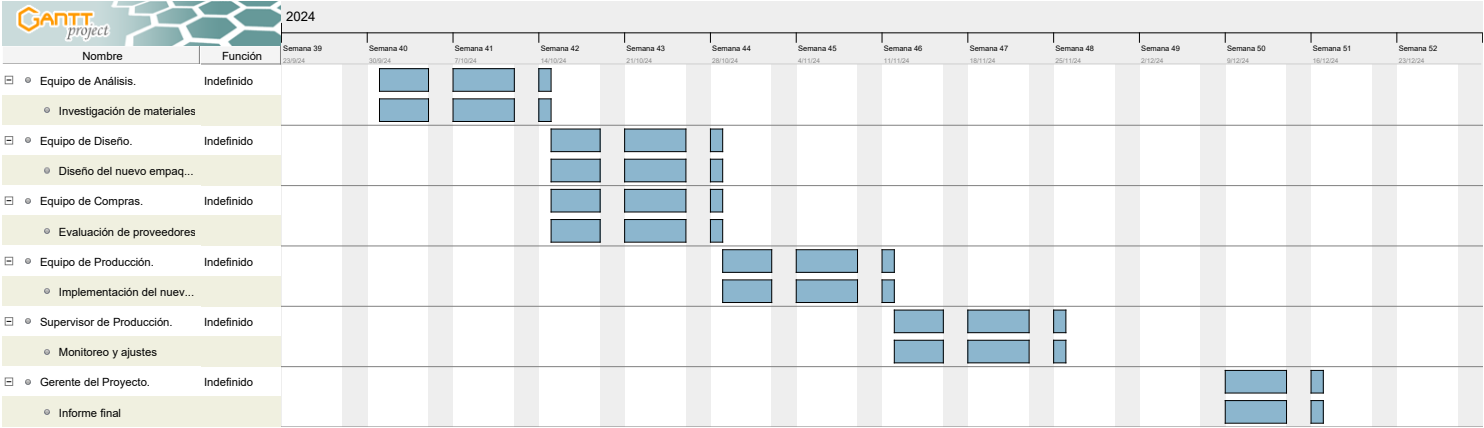 GANTT
project
2024
Nombre Función
Semana 39 Semana 40 Semana 41 Semana 42 Semana 43 Semana 44 Semana 45 Semana 46 Semana 47 Semana 48 Semana 49 Semana 50 Semana 51 Semana 52
23/9/24 30/9/24 7/10/24 14/10/24 21/10/24 28/10/24 4/11/24 11/11/24 18/11/24 25/11/24 2/12/24 9/12/24 16/12/24 23/12/24
Equipo de Análisis. Indefinido
Investigación de materiales
Equipo de Diseño. Indefinido
Diseño del nuevo empaq...
Equipo de Compras. Indefinido
Evaluación de proveedores
Equipo de Producción. Indefinido
Implementación del nuev...
Supervisor de Producción. Indefinido
Monitoreo y ajustes
Gerente del Proyecto. Indefinido
Informe final